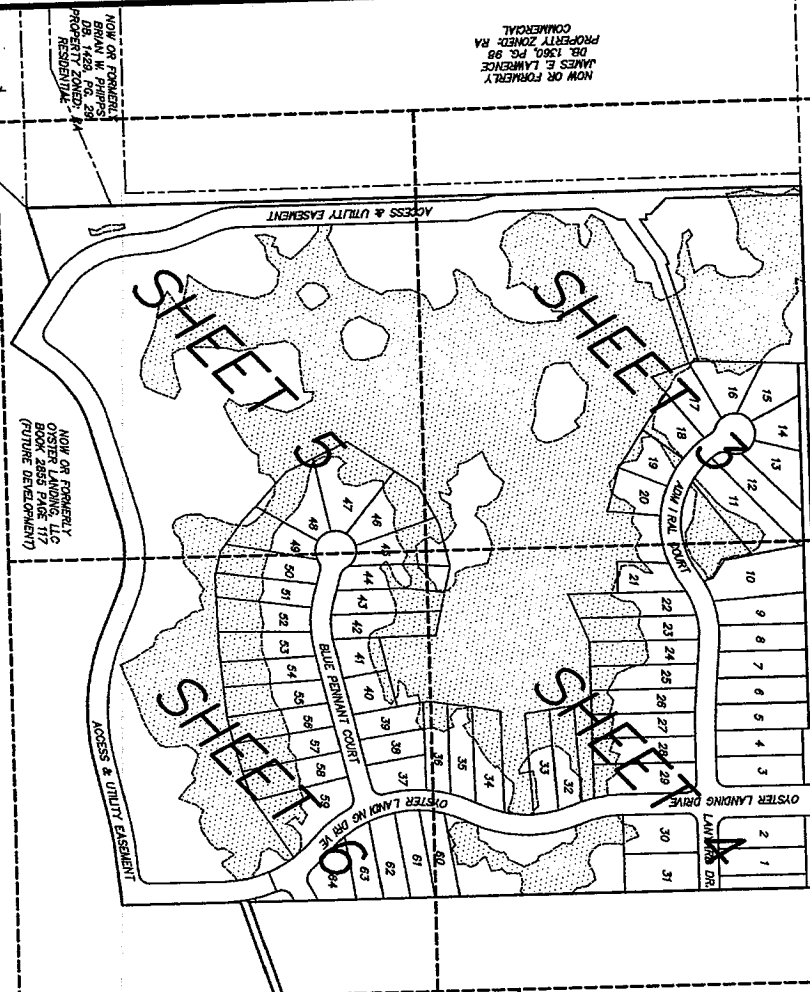 NOW OR FORMERLY
BRIAN W. PHIPPS
DB. 1429, PG. 291
PROPERTY ZONED: RA
RESIDENTIAL
NOW OR FORMERLY
JAMES E. LAWRENCE
DB. 1360, PG. 98
PROPERTY ZONED: RA
COMMERCIAL
ACCESS & UTILITY EASEMENT
SHEET 5
SHEET 3
15
16
14
17
13
18
12
19
11
20
ADMIRAL COURT
NOW OR FORMERLY
OYSTER LANDING, LLC
BOOK 2855 PAGE 117
(FUTURE DEVELOPMENT)
47
46
48
45
49
44
50
43
51
42
52
41
53
40
54
39
55
38
56
37
57
58
59
BLUE PENNANT COURT
21
10
22
9
23
8
24
7
25
6
26
5
27
4
28
3
29
36
35
34
33
32
SHEET 6
SHEET 4
OYSTER LANDING DRIVE
OYSTER LANDING DRIVE
LANYARD DR.
30
2
31
1
60
61
62
63
64
ACCESS & UTILITY EASEMENT